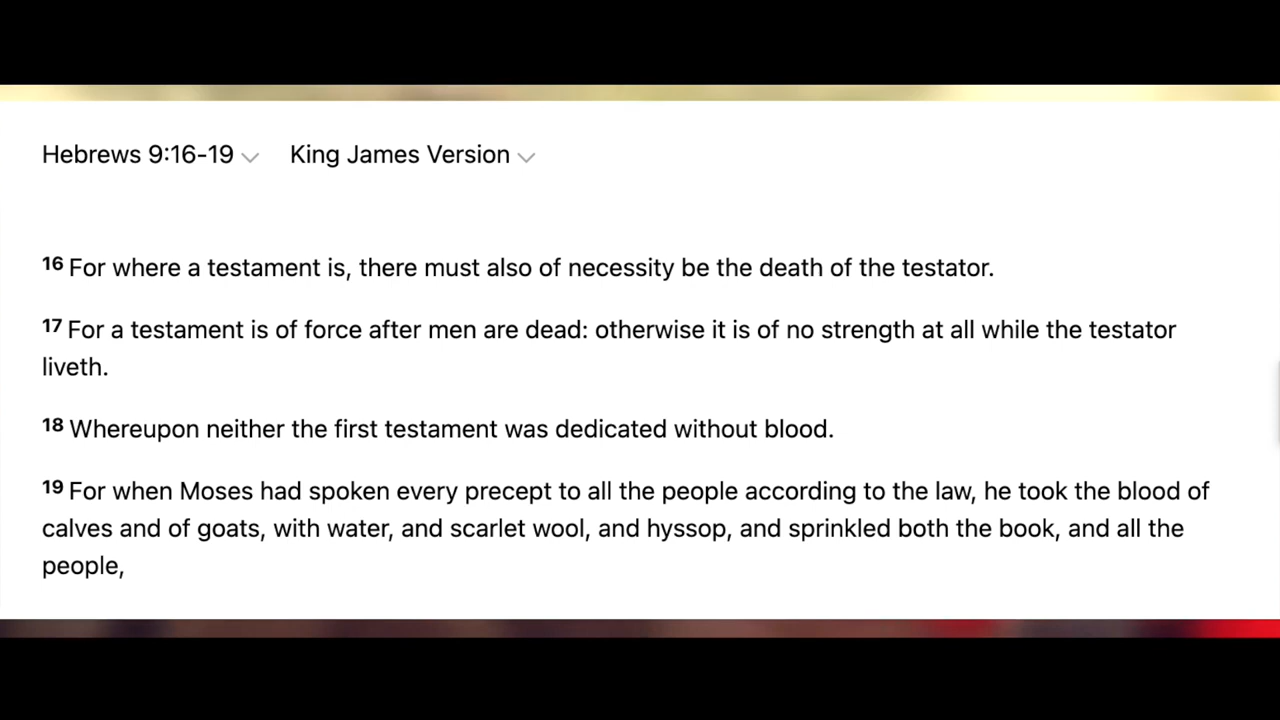 Hebrews 9:16-19 King James Version
16 For where a testament is, there must also of necessity be the death of the testator.
17 For a testament is of force after men are dead: otherwise it is of no strength at all while the testator
liveth.
18 Whereupon neither the first testament was dedicated without blood.
19 For when Moses had spoken every precept to all the people according to the law, he took the blood of
calves and of goats, with water, and scarlet wool, and hyssop, and sprinkled both the book, and all the
people,